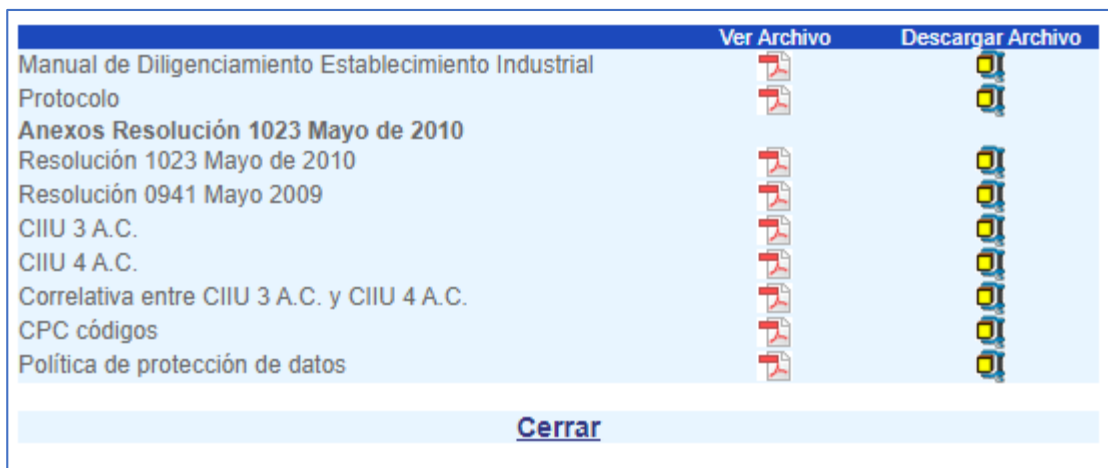 Ver Archivo Descargar Archivo
Manual de Diligenciamiento Establecimiento Industrial
Protocolo
Anexos Resolución 1023 Mayo de 2010
Resolución 1023 Mayo de 2010
Resolución 0941 Mayo 2009
CIIU 3 A.C.
CIIU 4 A.C.
Correlativa entre CIIU 3 A.C. y CIIU 4 A.C.
CPC códigos
Política de protección de datos
Cerrar